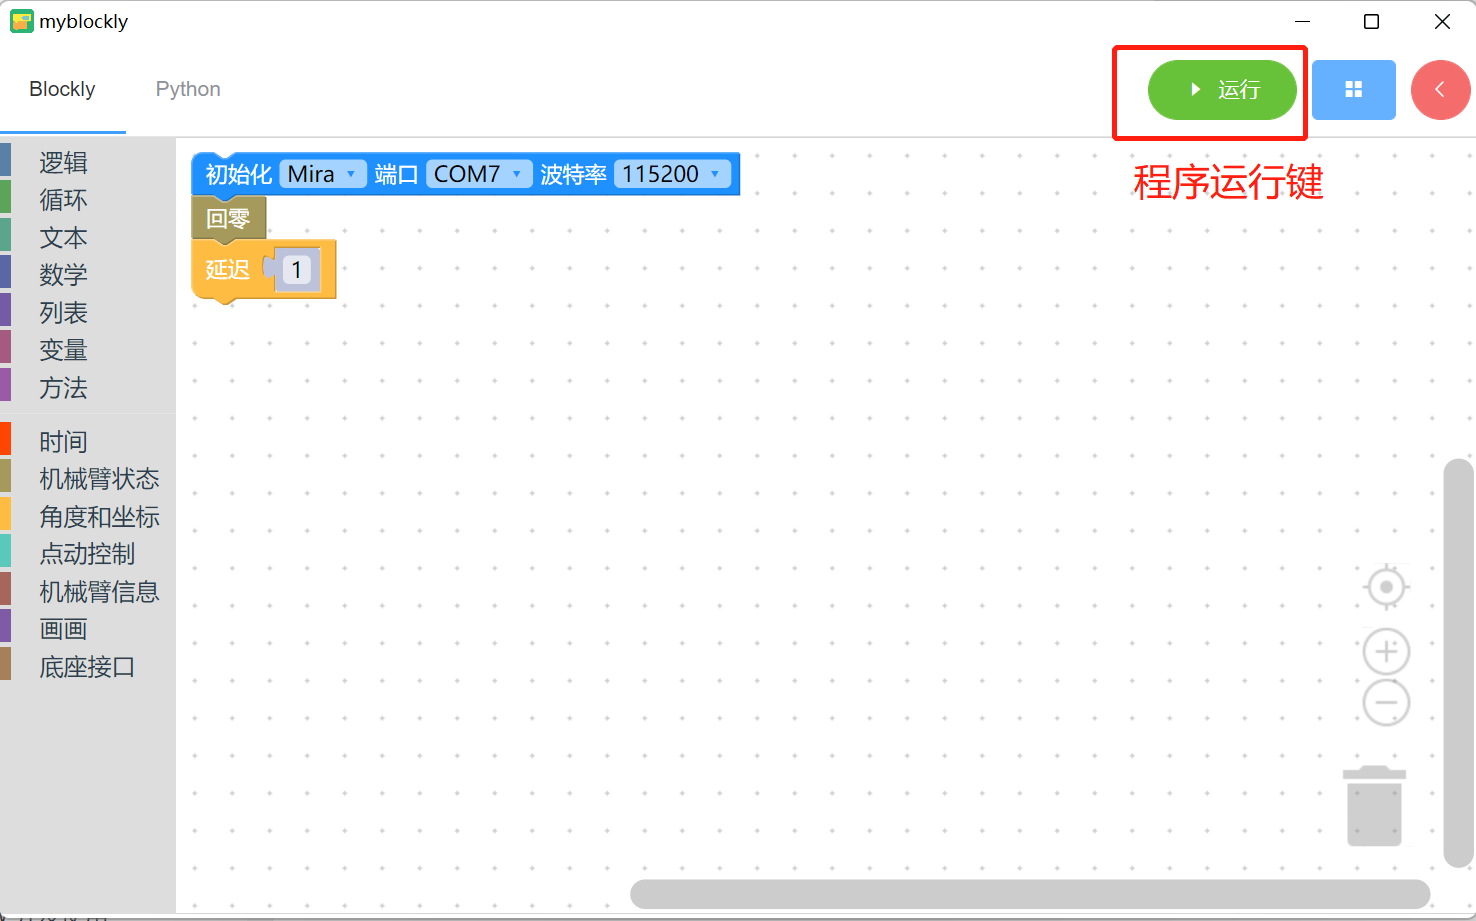 myblockly
Blockly
Python
运行
程序运行键
逻辑
循环
文本
数学
列表
变量
方法
时间
机械臂状态
角度和坐标
点动控制
机械臂信息
画画
底座接口
初始化 Mira 端口 COM7 波特率 115200
回零
延迟 1